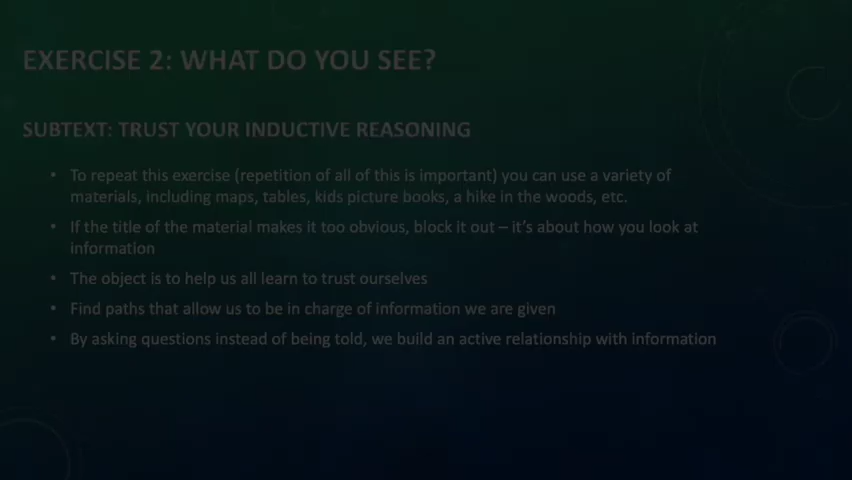 EXERCISE 2: WHAT DO YOU SEE?
SUBTEXT: TRUST YOUR INDUCTIVE REASONING
• To repeat this exercise (repetition of all of this is important) you can use a variety of
materials, including maps, tables, kids picture books, a hike in the woods, etc.
• If the title of the material makes it too obvious, block it out – it's about how you look at
information
• The object is to help us all learn to trust ourselves
• Find paths that allow us to be in charge of information we are given
• By asking questions instead of being told, we build an active relationship with information